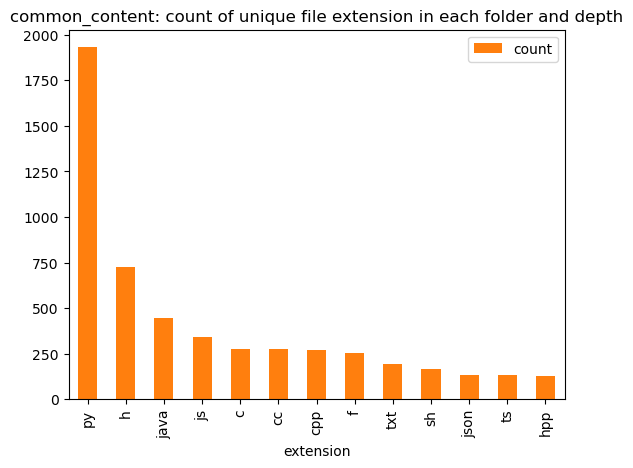 common_content: count of unique file extension in each folder and depth
count
2000
1750
1500
1250
1000
750
500
250
0
py
h
java
js
c
cc
cpp
f
txt
sh
json
ts
hpp
extension